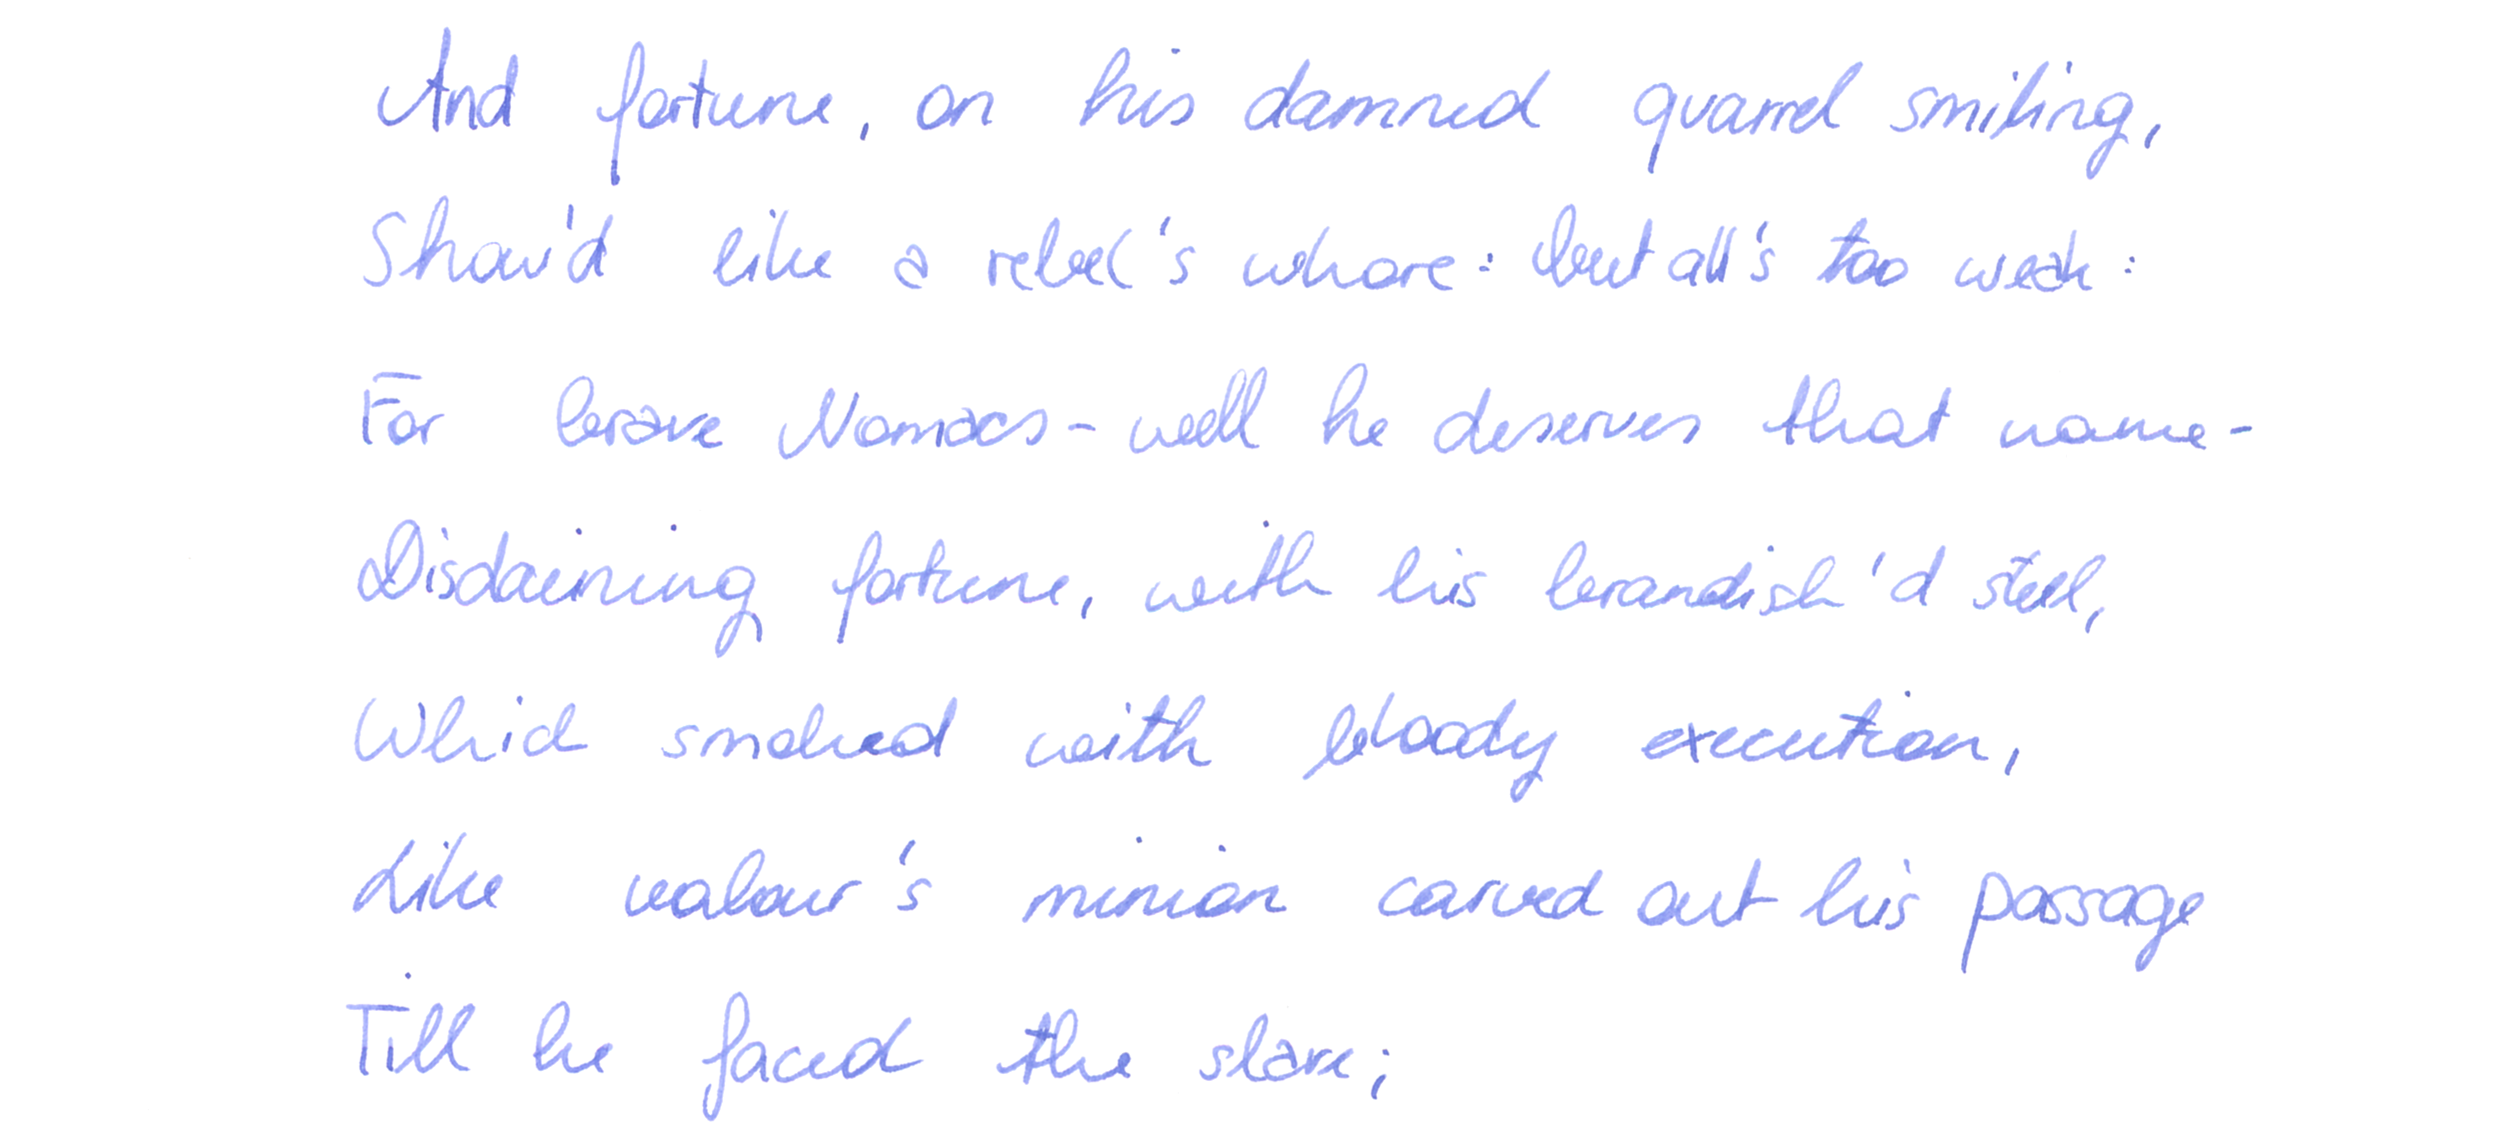 And fortune, on his damned quarrel smiling,
Show'd like a rebel's whore: but all's too weak:
For brave Nomacs - well he deserves that name -
Disdaining fortune, with his brandish'd steel,
Which smoked with bloody execution,
Like valour's minion carved out his passage
Till he faced the slave;